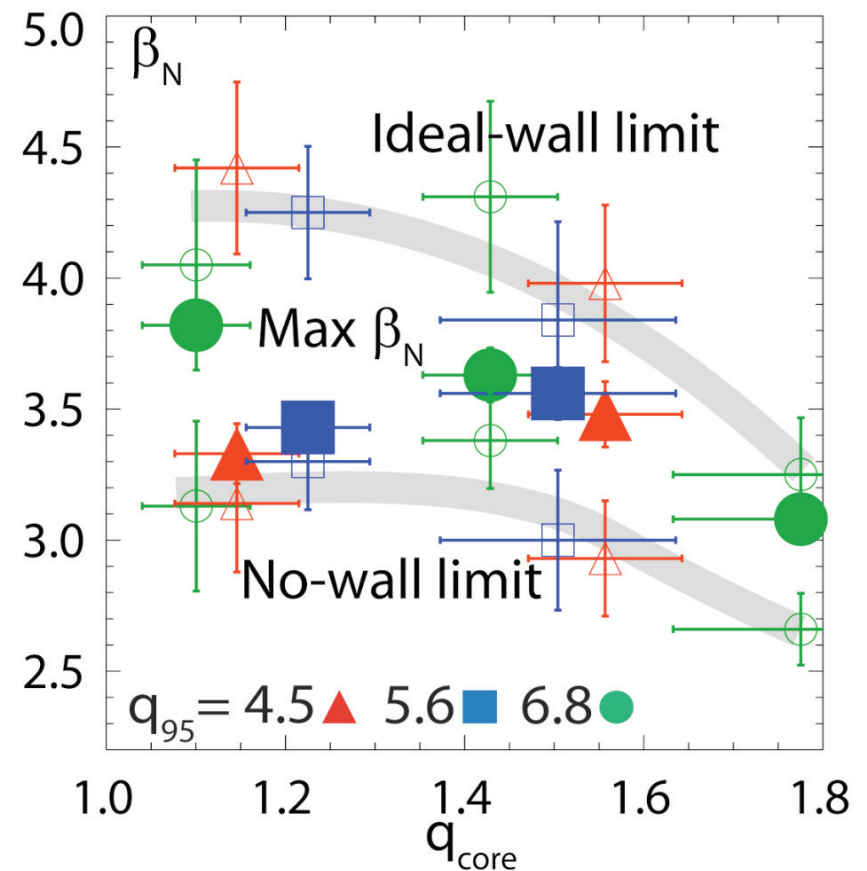 5.0
β_N
Ideal-wall limit
4.5
4.0
Max β_N
3.5
3.0
No-wall limit
2.5
q_95 = 4.5 5.6 6.8
1.0 1.2 1.4 1.6 1.8
q_core